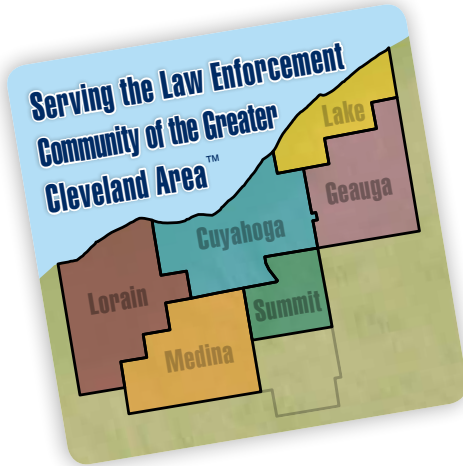 Serving the Law Enforcement
Community of the Greater
Cleveland Area™
Lake
Geauga
Cuyahoga
Lorain
Summit
Medina